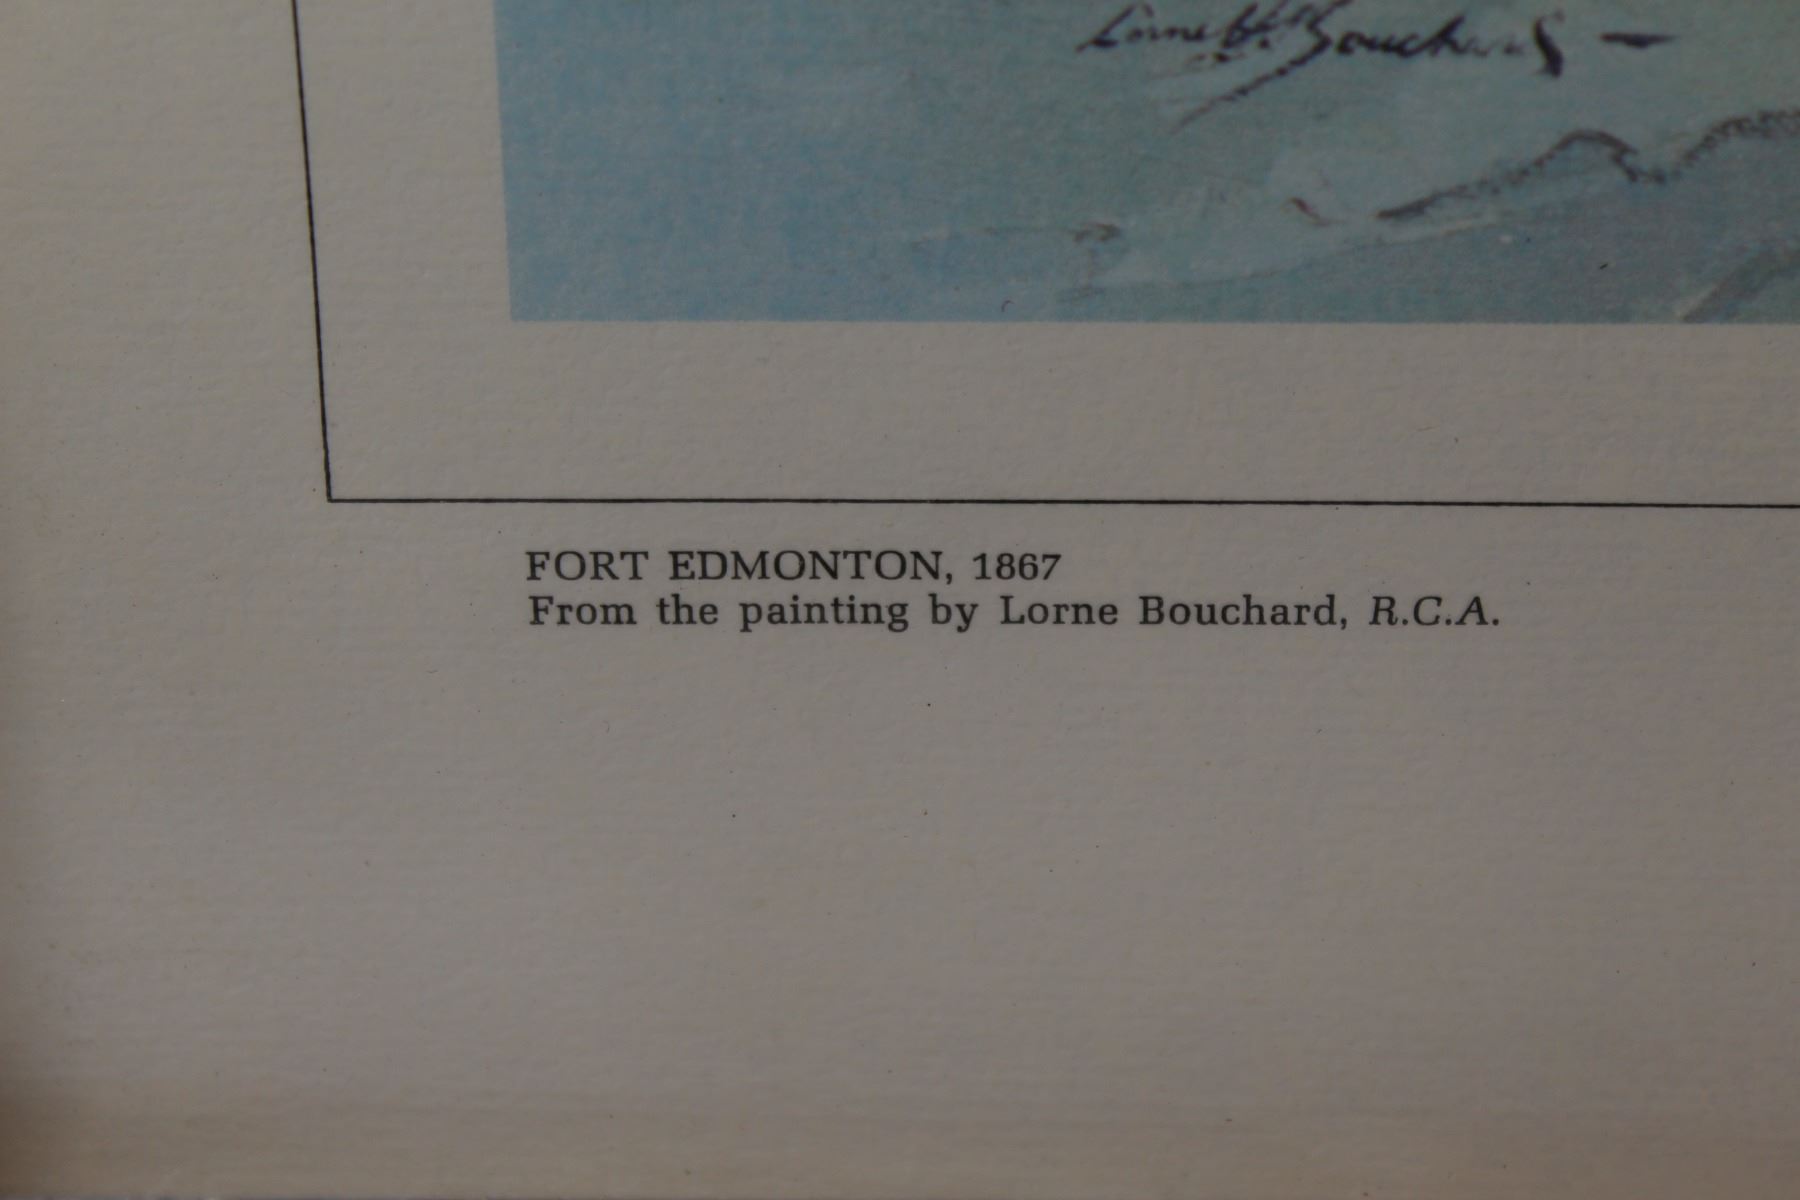 Lorne H. Bouchard –
FORT EDMONTON, 1867
From the painting by Lorne Bouchard, R.C.A.